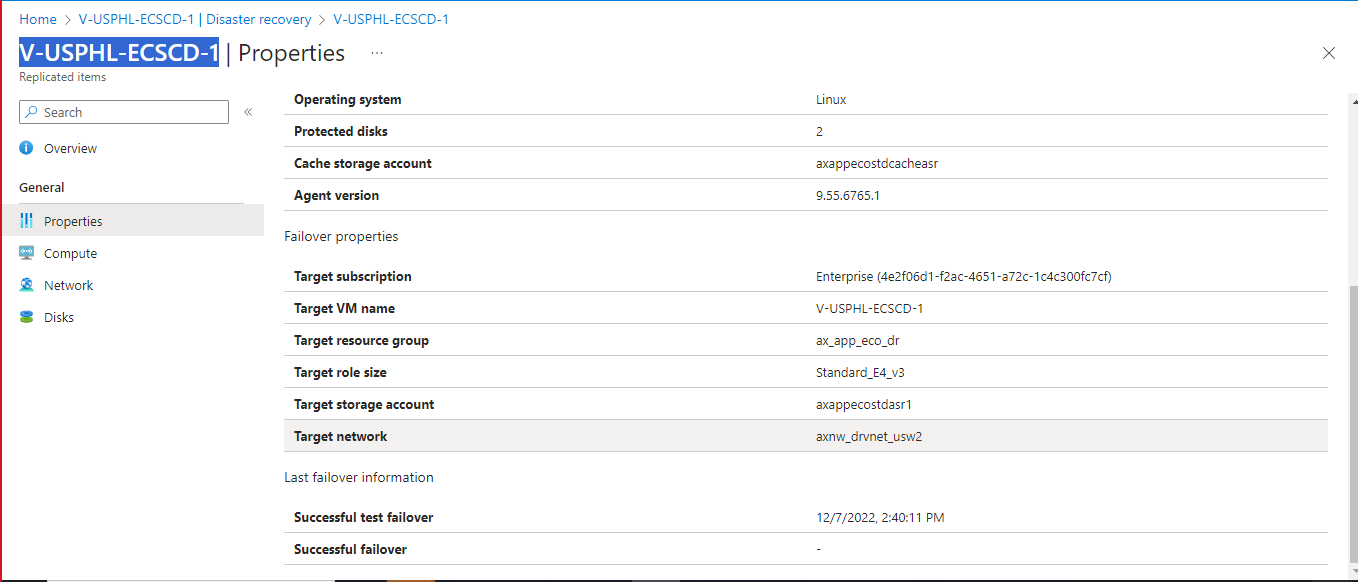 Home > V-USPHL-ECSCD-1 | Disaster recovery > V-USPHL-ECSCD-1
V-USPHL-ECSCD-1 | Properties ...
Replicated items
Search
Overview
General
Properties
Compute
Network
Disks
Operating system Linux
Protected disks 2
Cache storage account axappecostdcacheasr
Agent version 9.55.6765.1
Failover properties
Target subscription Enterprise (4e2f06d1-f2ac-4651-a72c-1c4c300fc7cf)
Target VM name V-USPHL-ECSCD-1
Target resource group ax_app_eco_dr
Target role size Standard_E4_v3
Target storage account axappecostdasr1
Target network axnw_drvnet_usw2
Last failover information
Successful test failover 12/7/2022, 2:40:11 PM
Successful failover -